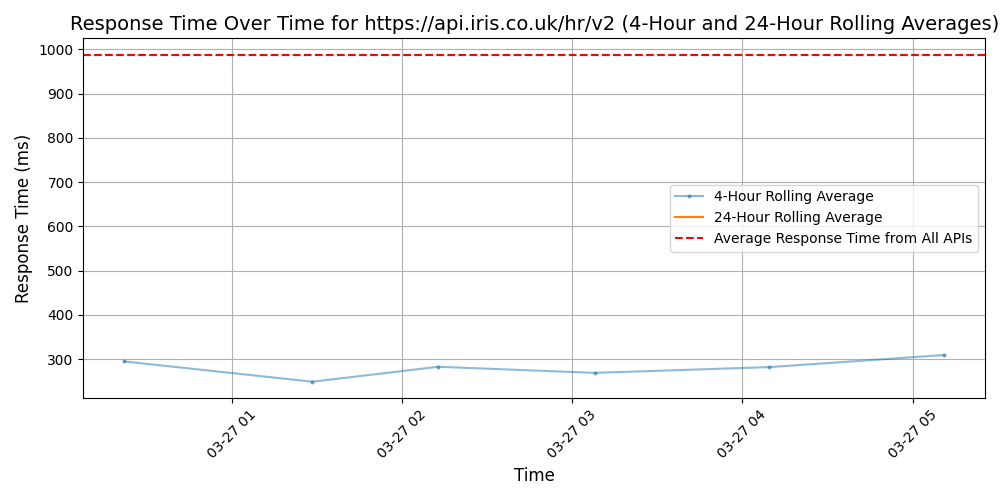 Response Time Over Time for https://api.iris.co.uk/hr/v2 (4-Hour and 24-Hour Rolling Averages)
Response Time (ms)
1000
900
800
700
600
500
400
300
4-Hour Rolling Average
24-Hour Rolling Average
Average Response Time from All APIs
03-27 01
03-27 02
03-27 03
03-27 04
03-27 05
Time